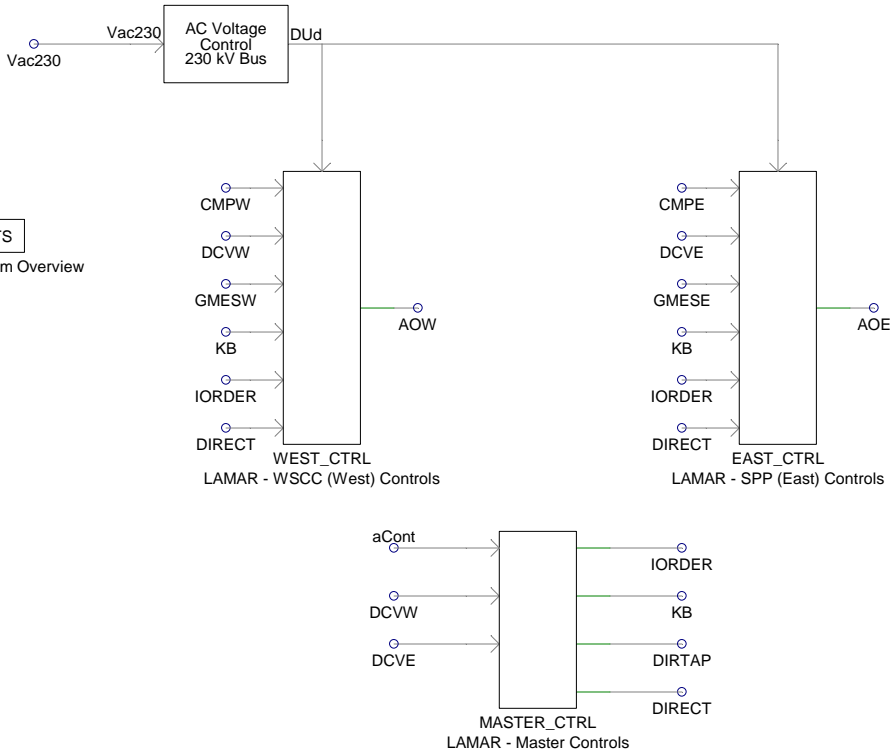 Vac230
Vac230
AC Voltage
Control
230 kV Bus
DUd
CMPW
DCVW
GMESW
KB
IORDER
DIRECT
AOW
WEST_CTRL
LAMAR - WSCC (West) Controls
CMPE
DCVE
GMESE
KB
IORDER
DIRECT
AOE
EAST_CTRL
LAMAR - SPP (East) Controls
Overview
aCont
DCVW
DCVE
IORDER
KB
DIRTAP
DIRECT
MASTER_CTRL
LAMAR - Master Controls